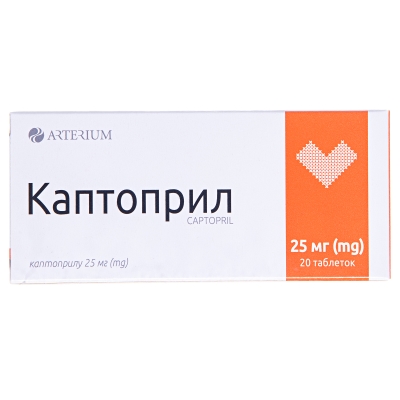 ARTERIUM
Каптоприл
CAPTOPRIL
каптоприлу 25 мг (mg)
25 мг (mg)
20 таблеток